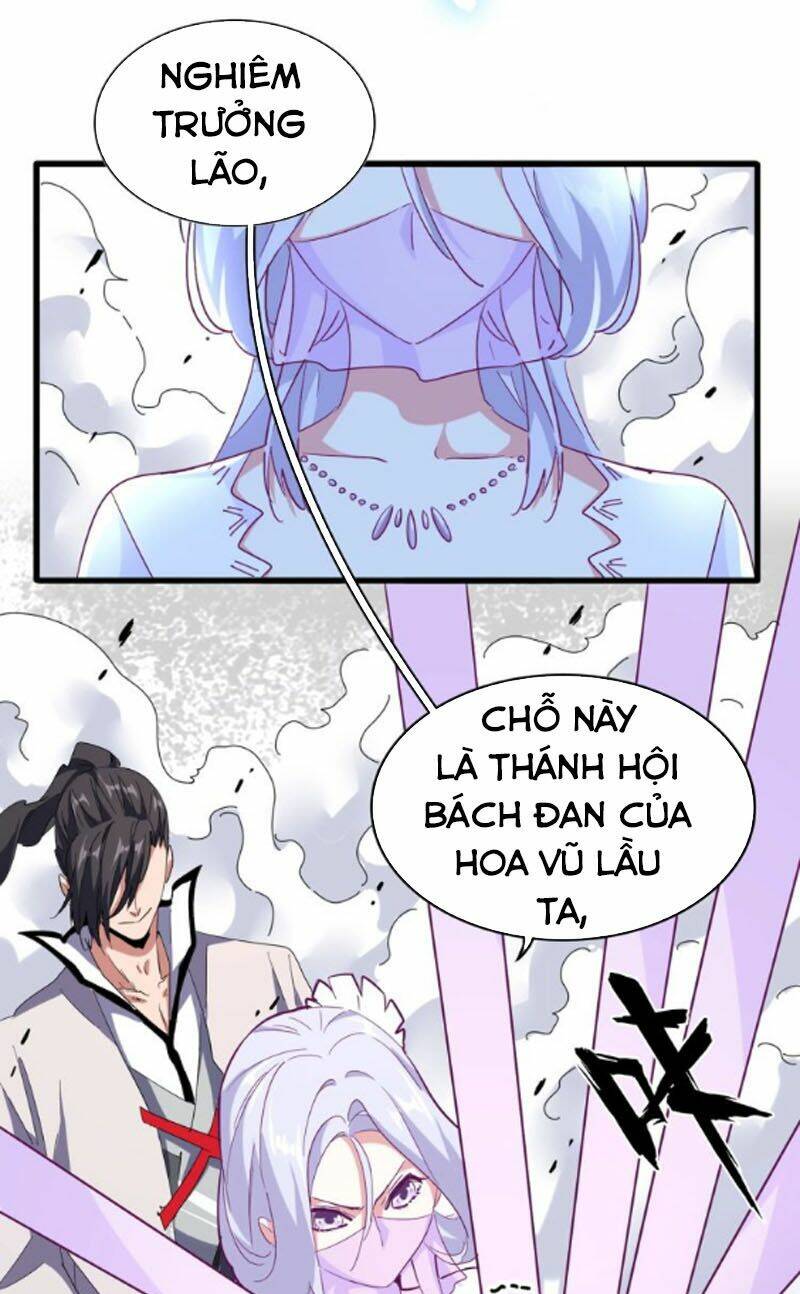 NGHIÊM
TRƯỞNG
LÃO,
CHỖ NÀY
LÀ THÁNH HỘI
BÁCH ĐAN CỦA
HOA VŨ LẦU
TA,